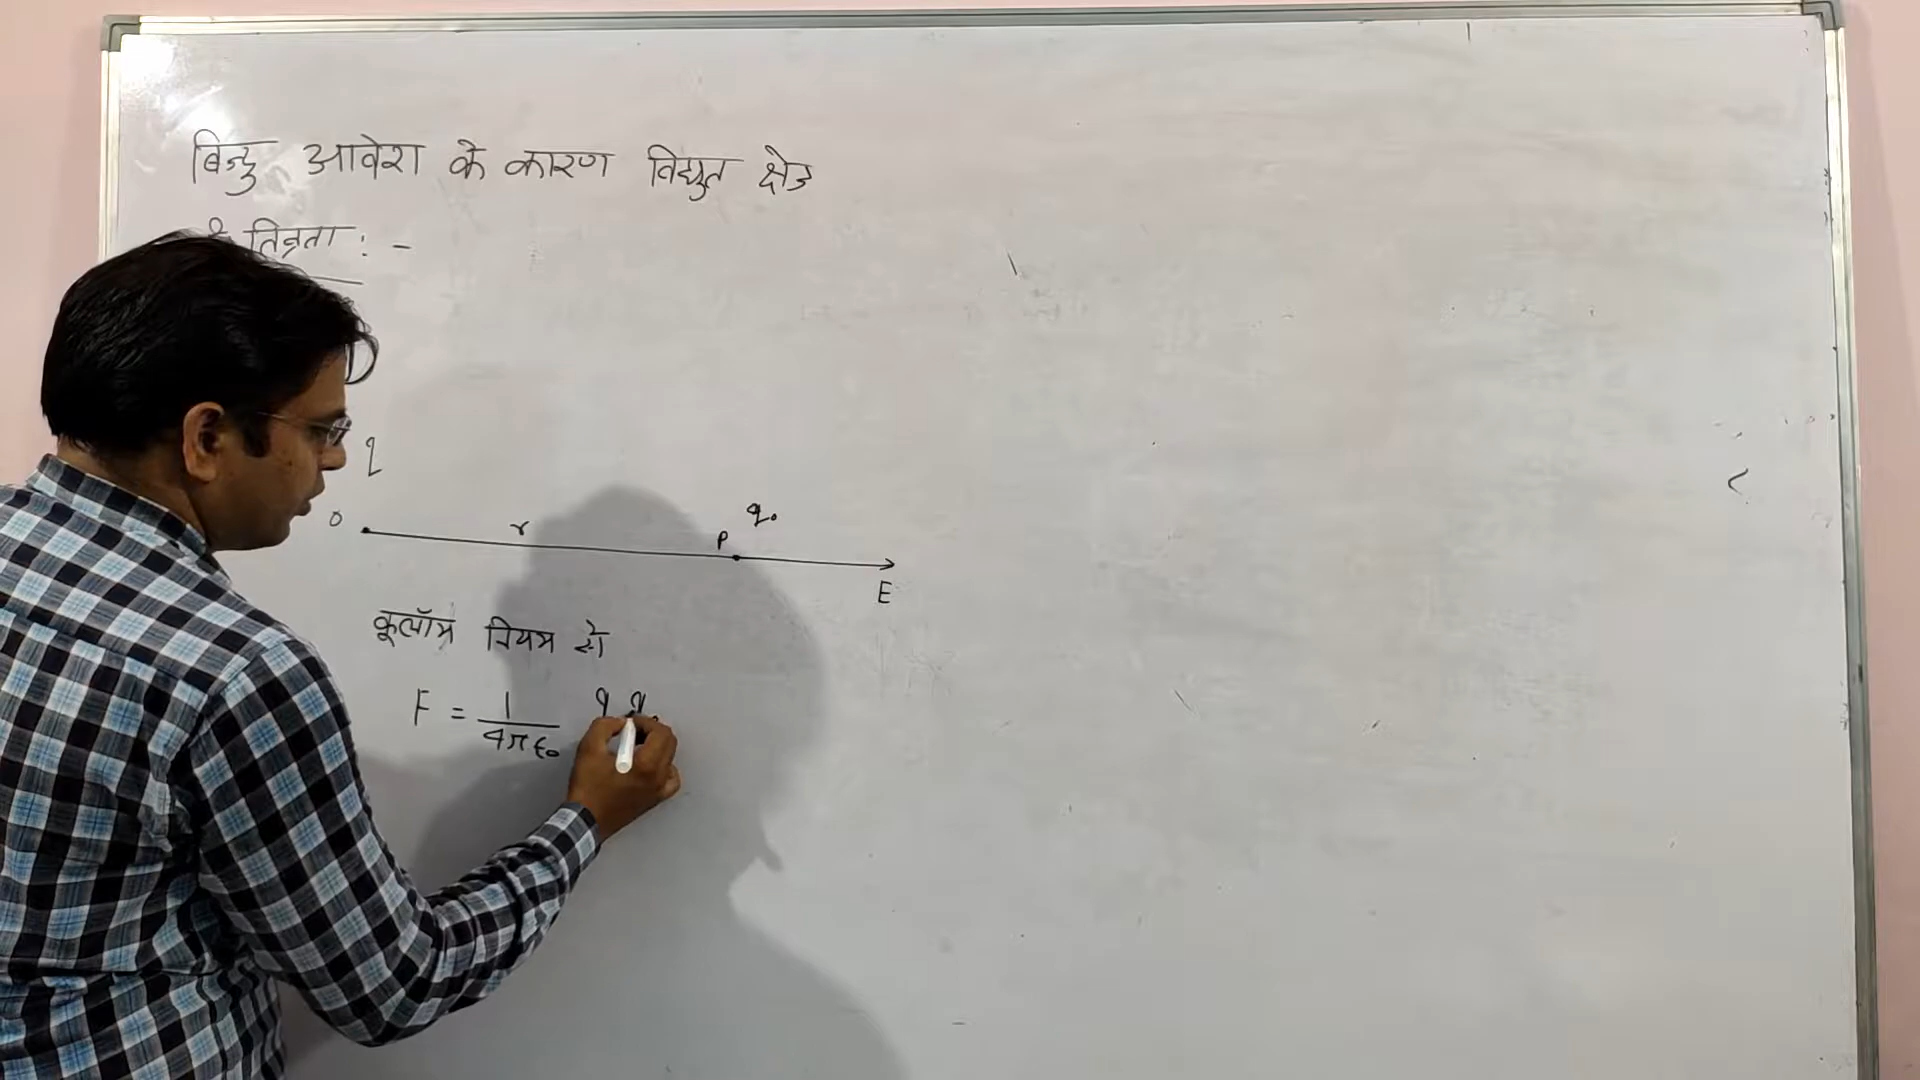 बिन्दु आवेश के कारण विद्युत क्षेत्र
तिव्रता : -
q
O r P q₀
E
कूलॉम नियम से
F = 1/4πε₀ q q₀